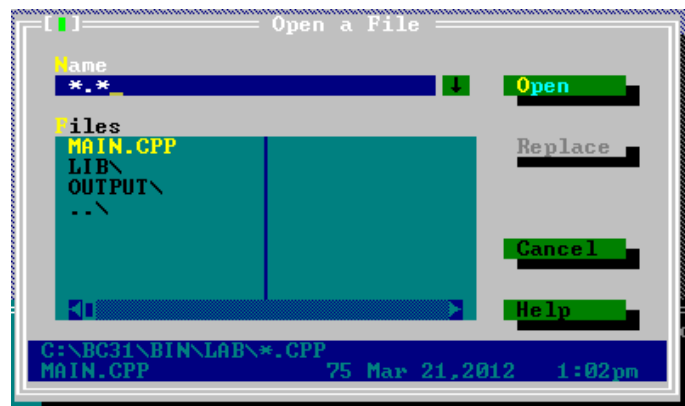 [■] Open a File
Name
*.*_
↓
Open
Files
MAIN.CPP
LIB\
OUTPUT\
..\
Replace
Cancel
Help
C:\BC31\BIN\LAB\*.CPP
MAIN.CPP 75 Mar 21,2012 1:02pm